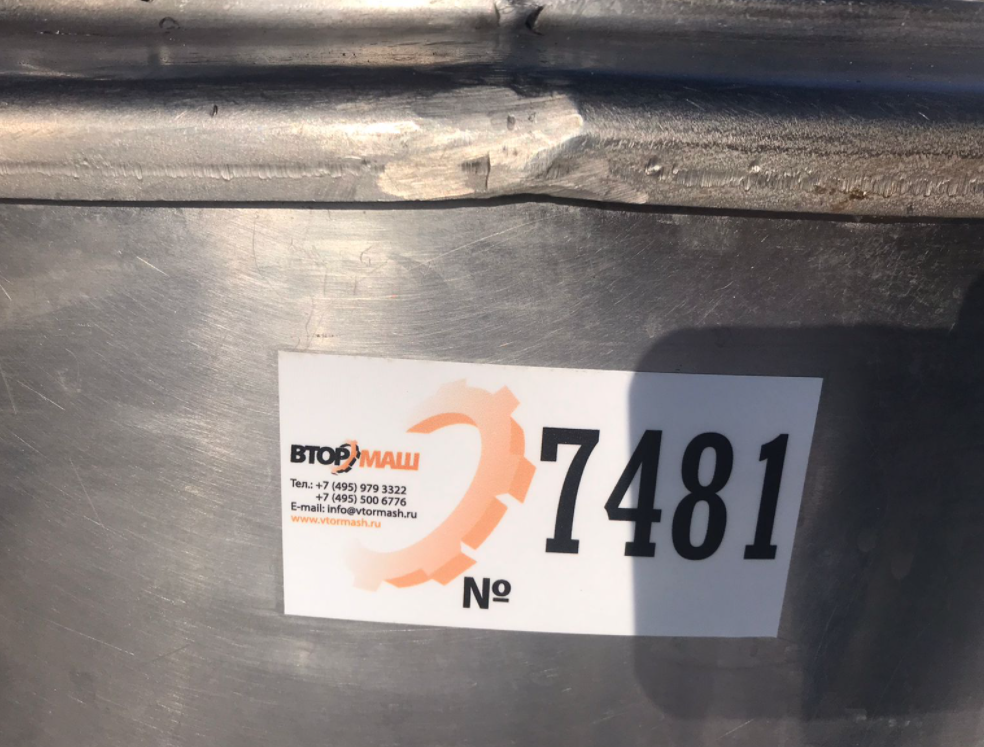 ВТОРМАШ
Тел.: +7 (495) 979 3322
+7 (495) 500 6776
E-mail: info@vtormash.ru
www.vtormash.ru
№ 7481